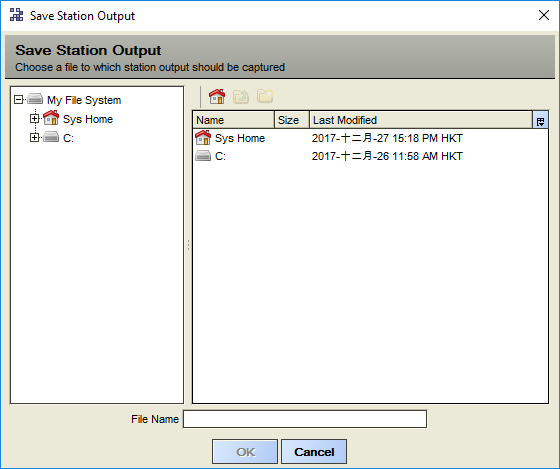 Save Station Output
Save Station Output
Choose a file to which station output should be captured
My File System
Sys Home
C:
Name Size Last Modified
Sys Home 2017-十二月-27 15:18 PM HKT
C: 2017-十二月-26 11:58 AM HKT
File Name
OK Cancel